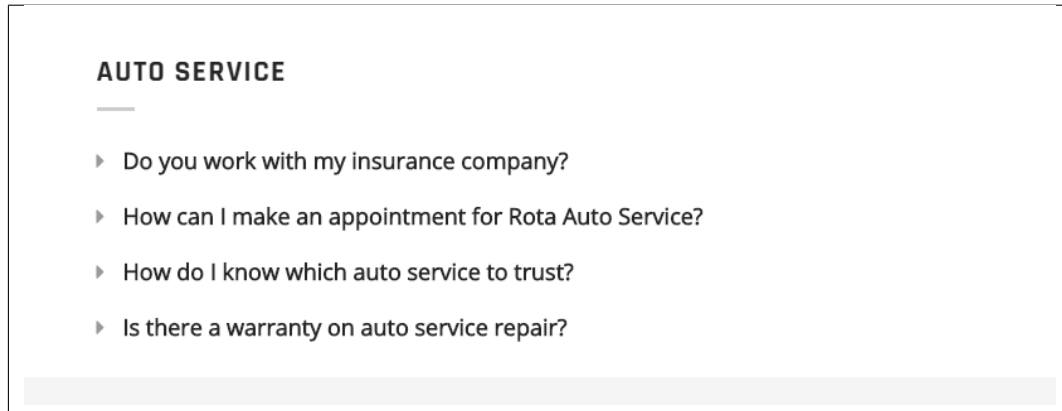 AUTO SERVICE
Do you work with my insurance company?
How can I make an appointment for Rota Auto Service?
How do I know which auto service to trust?
Is there a warranty on auto service repair?